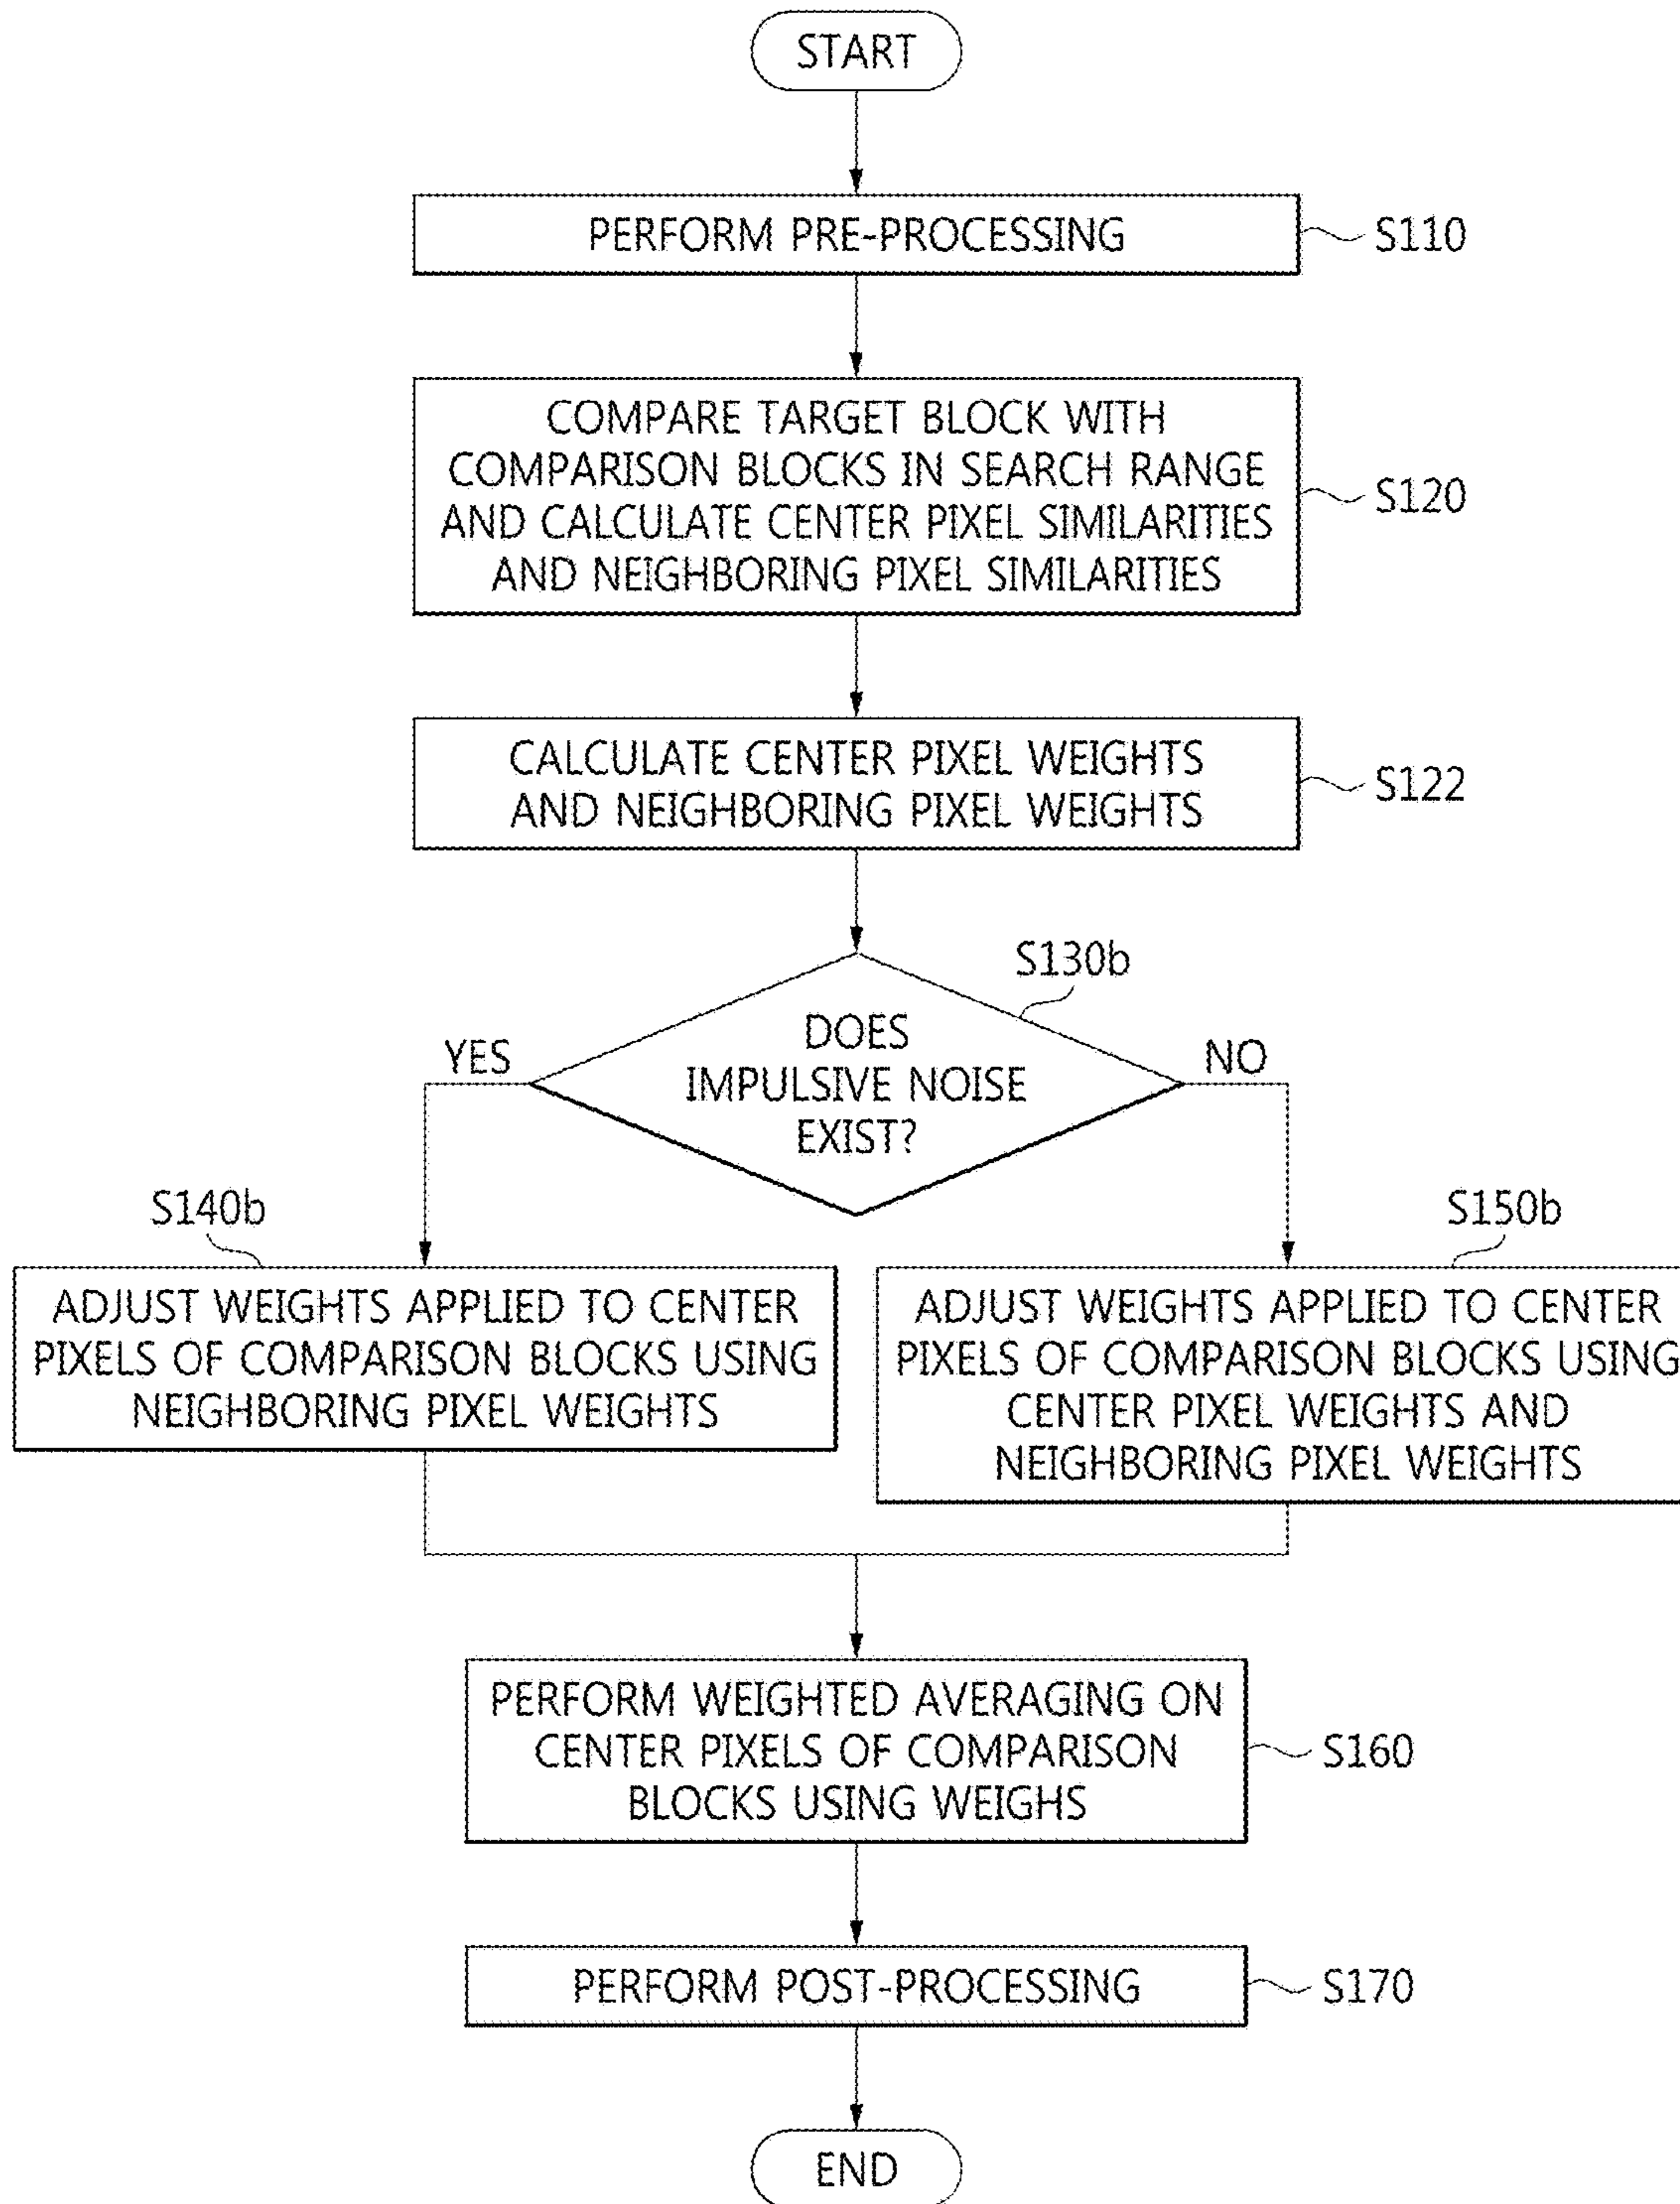 START
PERFORM PRE-PROCESSING
S110
COMPARE TARGET BLOCK WITH
COMPARISON BLOCKS IN SEARCH RANGE
AND CALCULATE CENTER PIXEL SIMILARITIES
AND NEIGHBORING PIXEL SIMILARITIES
S120
CALCULATE CENTER PIXEL WEIGHTS
AND NEIGHBORING PIXEL WEIGHTS
S122
S130b
DOES
IMPULSIVE NOISE
EXIST?
YES
NO
S140b
ADJUST WEIGHTS APPLIED TO CENTER
PIXELS OF COMPARISON BLOCKS USING
NEIGHBORING PIXEL WEIGHTS
S150b
ADJUST WEIGHTS APPLIED TO CENTER
PIXELS OF COMPARISON BLOCKS USING
CENTER PIXEL WEIGHTS AND
NEIGHBORING PIXEL WEIGHTS
PERFORM WEIGHTED AVERAGING ON
CENTER PIXELS OF COMPARISON
BLOCKS USING WEIGHS
S160
PERFORM POST-PROCESSING
S170
END